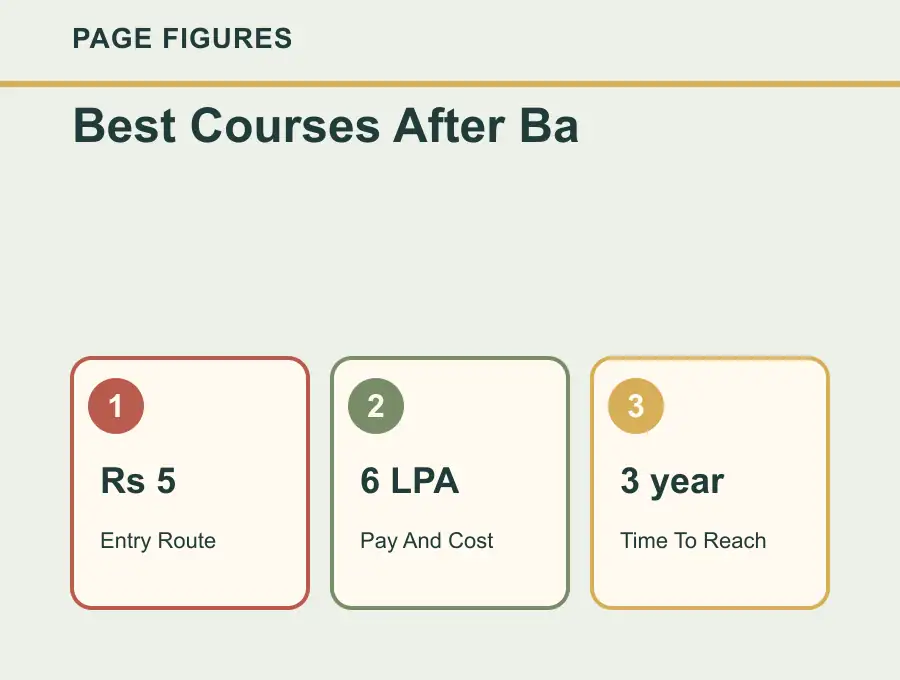 PAGE FIGURES
Best Courses After Ba
1
Rs 5
Entry Route
2
6 LPA
Pay And Cost
3
3 year
Time To Reach